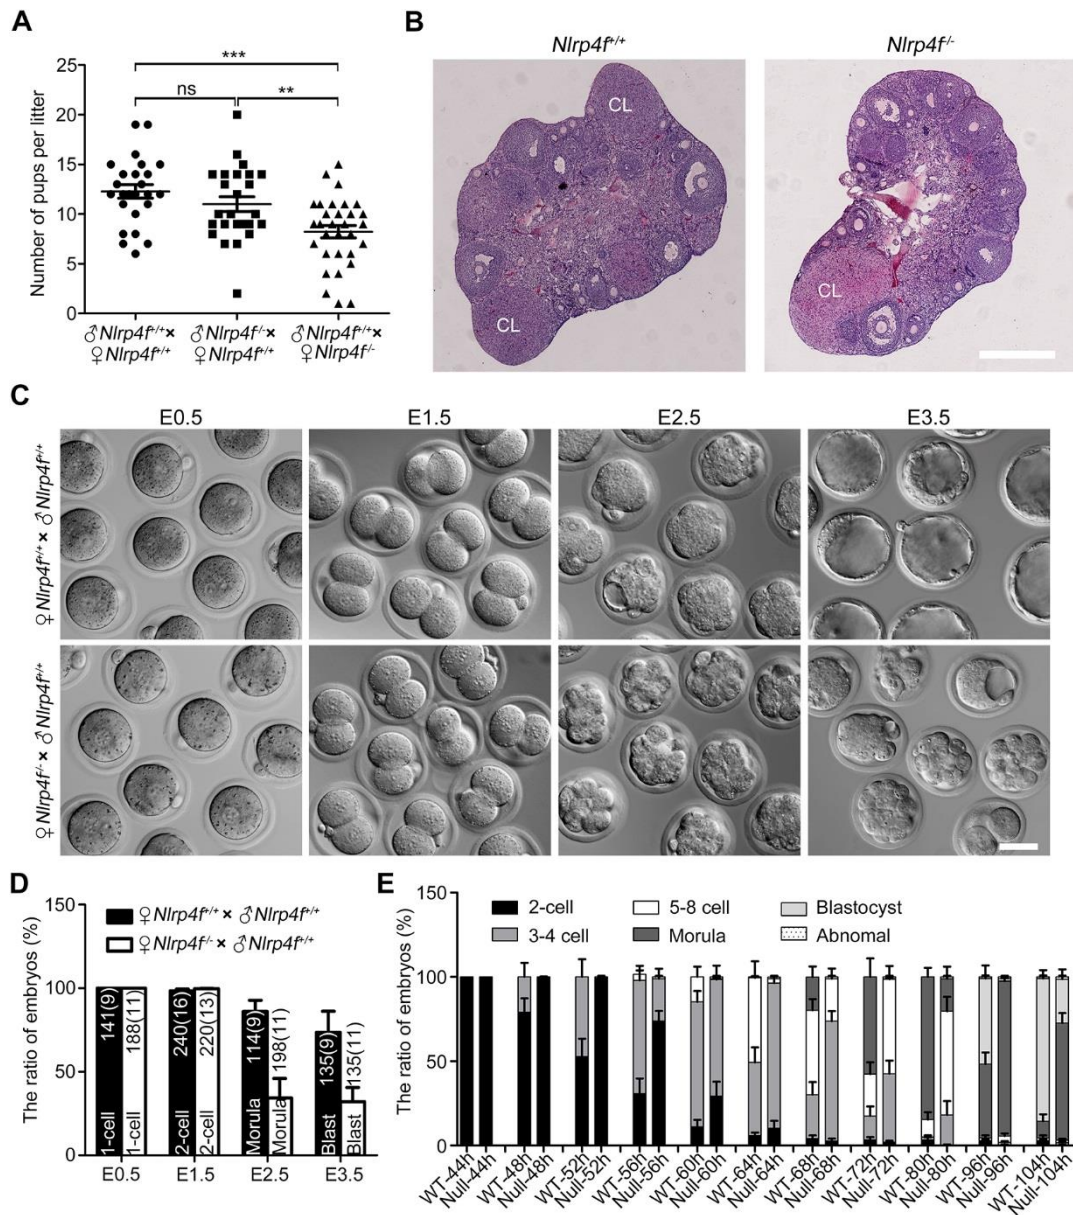 A
***
ns
**
Number of pups per litter
25
20
15
10
5
0
♂Nlrp4f+/+×
♀Nlrp4f+/+
♂Nlrp4f-/-×
♀Nlrp4f+/+
♂Nlrp4f+/+×
♀Nlrp4f-/-
B
Nlrp4f+/+
Nlrp4f-/-
CL
CL
CL
C
E0.5
E1.5
E2.5
E3.5
♀Nlrp4f+/+ × ♂Nlrp4f+/+
♀Nlrp4f-/- × ♂Nlrp4f+/+
D
The ratio of embryos (%)
150
100
50
0
♀Nlrp4f+/+ × ♂Nlrp4f+/+
♀Nlrp4f-/- × ♂Nlrp4f+/+
1-cell 141(9)
1-cell 188(11)
2-cell 240(16)
2-cell 220(13)
Morula 114(9)
Morula 198(11)
Blast 135(9)
Blast 135(11)
E0.5
E1.5
E2.5
E3.5
E
The ratio of embryos (%)
150
100
50
0
2-cell
3-4 cell
5-8 cell
Morula
Blastocyst
Abnomal
WT-44h
Null-44h
WT-48h
Null-48h
WT-52h
Null-52h
WT-56h
Null-56h
WT-60h
Null-60h
WT-64h
Null-64h
WT-68h
Null-68h
WT-72h
Null-72h
WT-80h
Null-80h
WT-96h
Null-96h
WT-104h
Null-104h